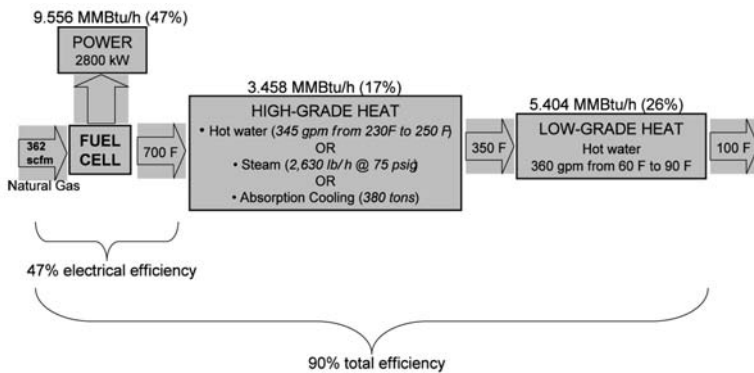 9.556 MMBtu/h (47%)
POWER
2800 kW
3.458 MMBtu/h (17%)
5.404 MMBtu/h (26%)
362
scfm
Natural Gas
FUEL
CELL
700 F
HIGH-GRADE HEAT
• Hot water (345 gpm from 230F to 250 F)
OR
• Steam (2,630 lb/h @ 75 psig)
OR
• Absorption Cooling (380 tons)
350 F
LOW-GRADE HEAT
Hot water
360 gpm from 60 F to 90 F
100 F
47% electrical efficiency
90% total efficiency